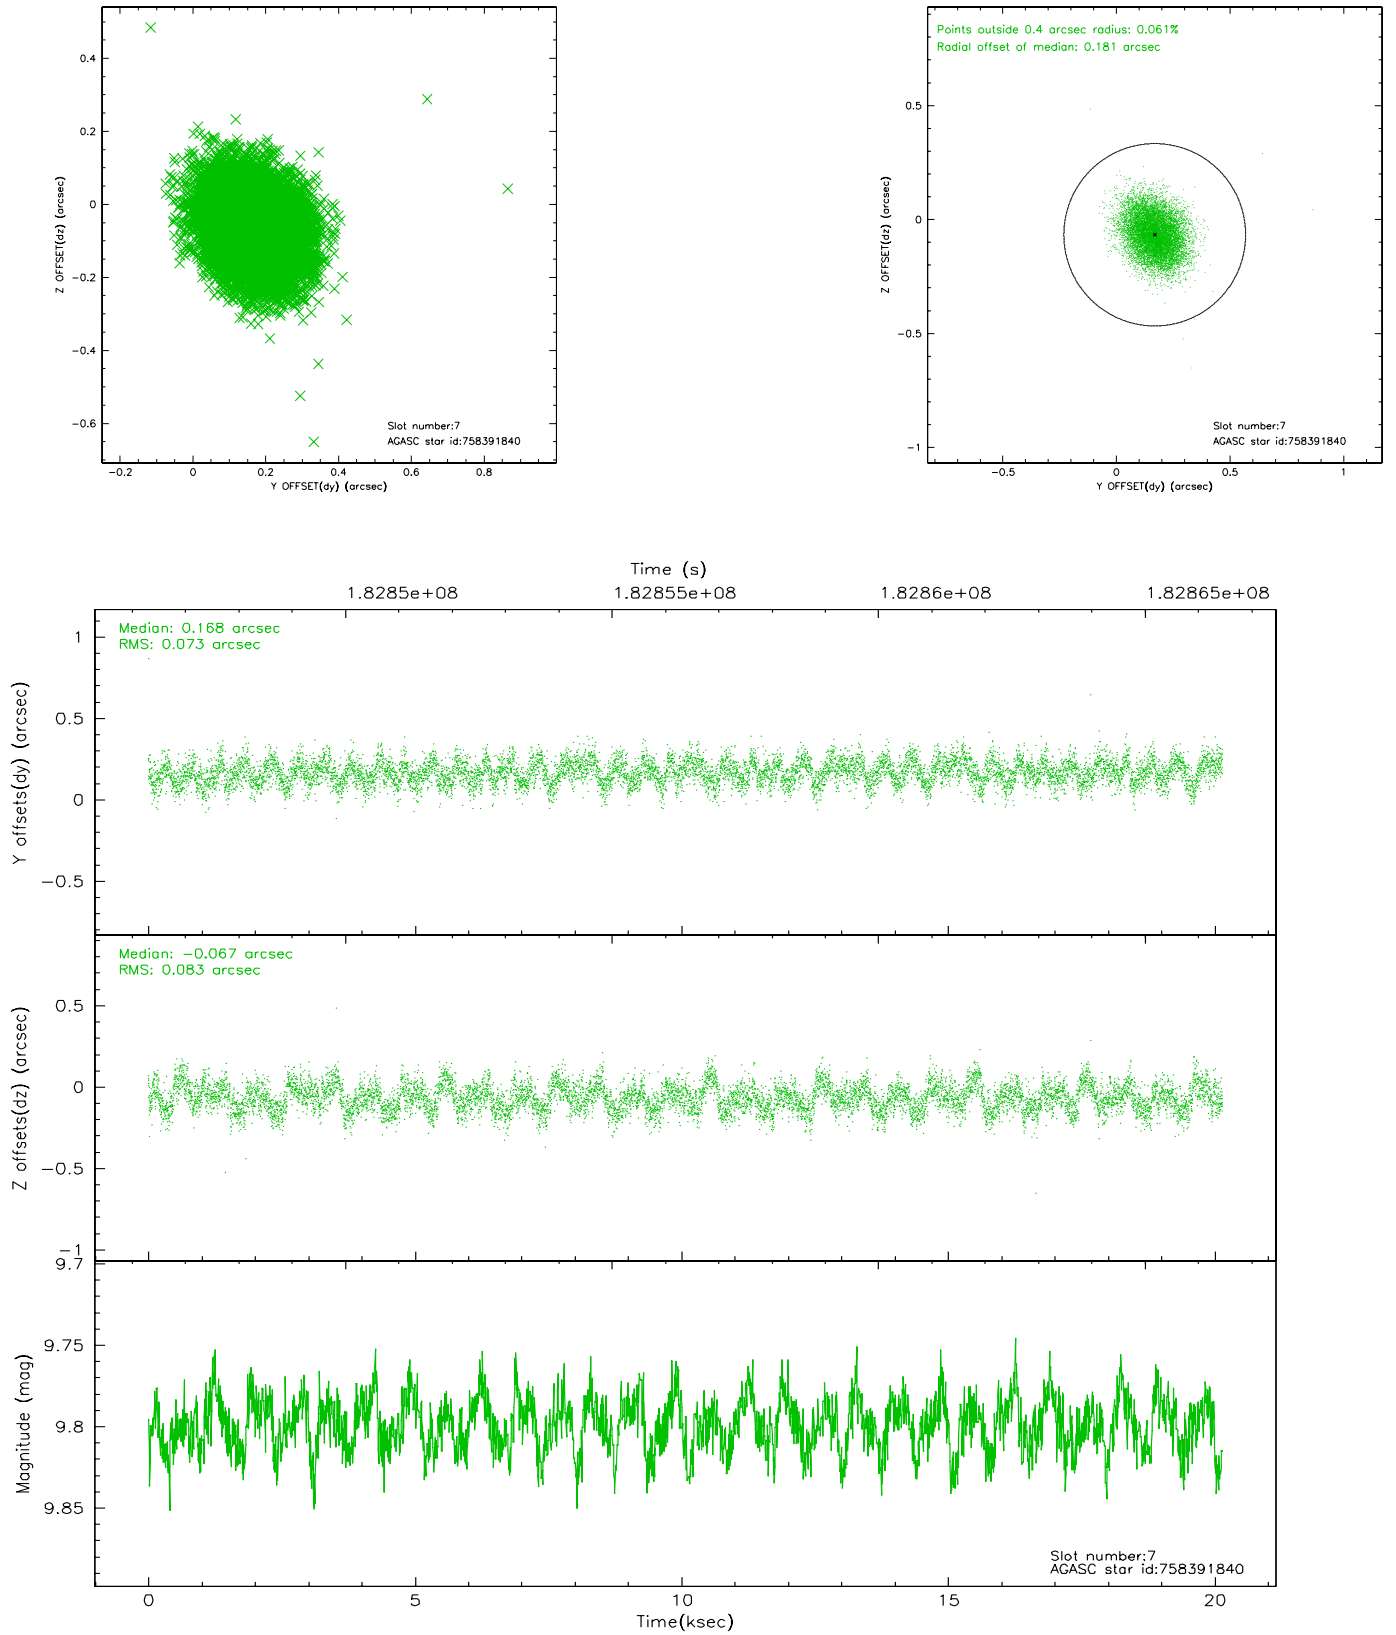 0.4
0.2
0
−0.2
−0.4
−0.6
Z OFFSET(dz) (arcsec)
Slot number:7
AGASC star id:758391840
−0.2 0 0.2 0.4 0.6 0.8
Y OFFSET(dy) (arcsec)
Points outside 0.4 arcsec radius: 0.061%
Radial offset of median: 0.181 arcsec
0.5
0
−0.5
−1
Z OFFSET(dz) (arcsec)
Slot number:7
AGASC star id:758391840
−0.5 0 0.5 1
Y OFFSET(dy) (arcsec)
Time (s)
1.8285e+08 1.82855e+08 1.8286e+08 1.82865e+08
Median: 0.168 arcsec
RMS: 0.073 arcsec
1
0.5
0
−0.5
Y offsets(dy) (arcsec)
Median: −0.067 arcsec
RMS: 0.083 arcsec
0.5
0
−0.5
−1
Z offsets(dz) (arcsec)
9.7
9.75
9.8
9.85
Magnitude (mag)
Slot number:7
AGASC star id:758391840
0 5 10 15 20
Time(ksec)